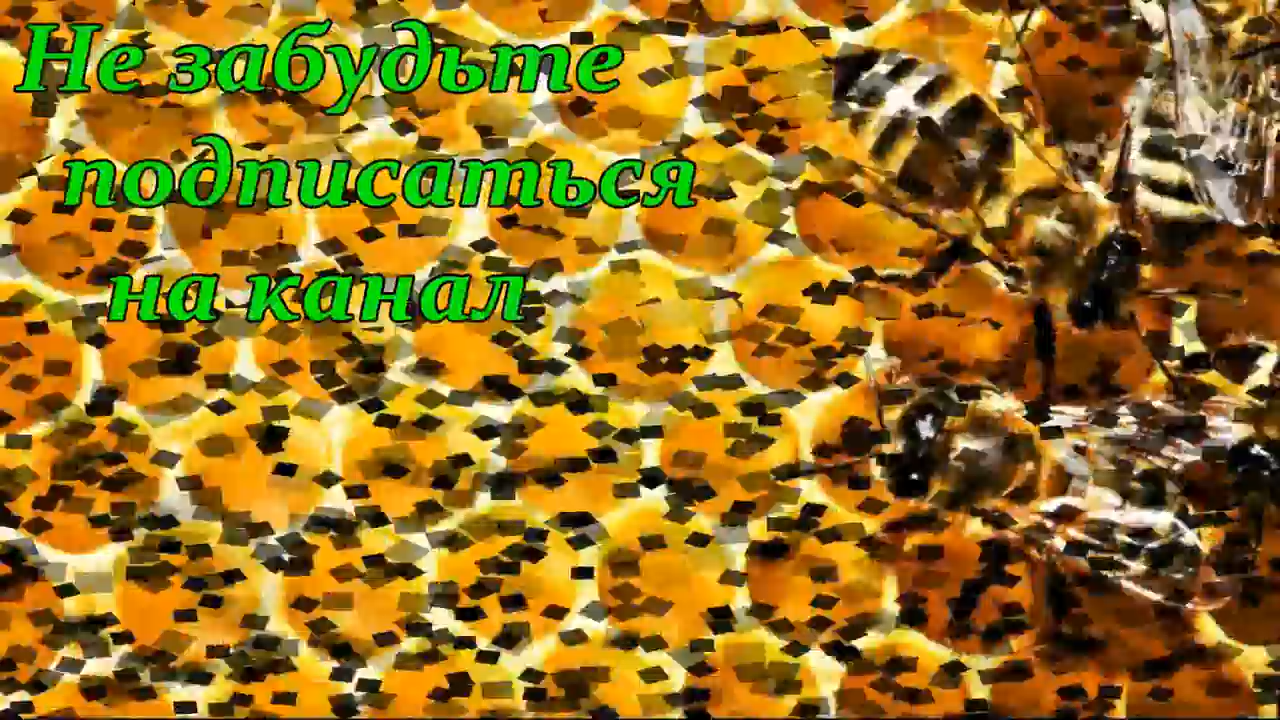 Не забудьте
подписаться
на канал